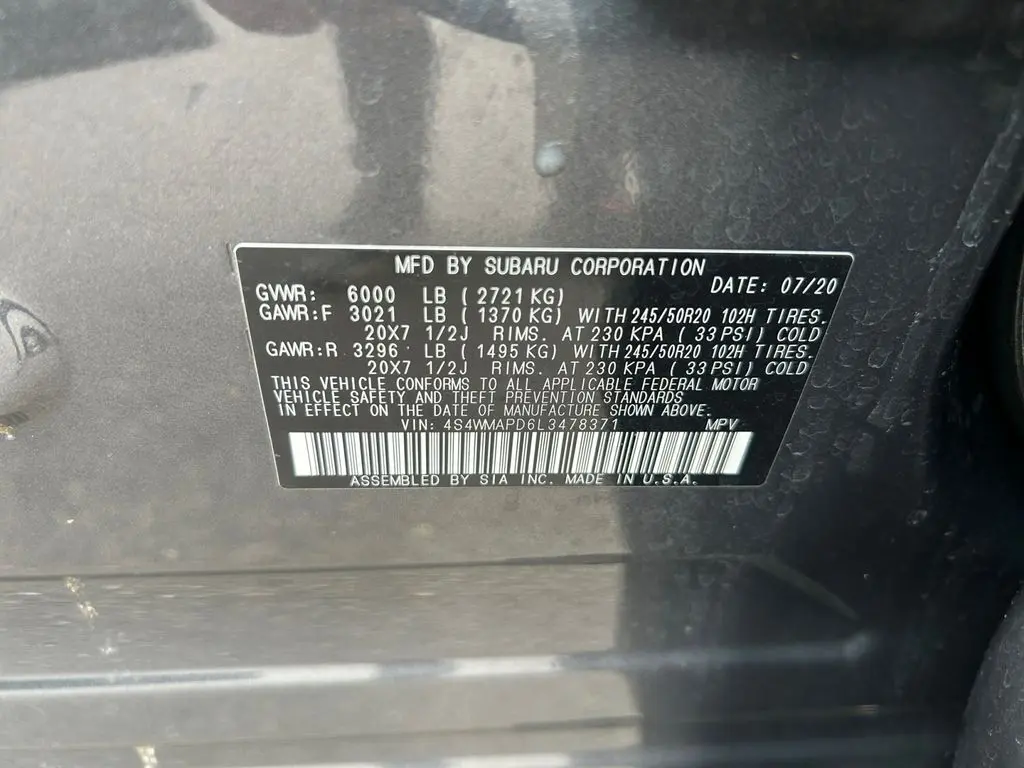 MFD BY SUBARU CORPORATION
DATE: 07/20
GVWR: 6000 LB ( 2721 KG)
GAWR:F 3021 LB ( 1370 KG) WITH 245/50R20 102H TIRES.
20X7 1/2J RIMS. AT 230 KPA ( 33 PSI) COLD
GAWR:R 3296 LB ( 1495 KG) WITH 245/50R20 102H TIRES.
20X7 1/2J RIMS. AT 230 KPA ( 33 PSI) COLD
THIS VEHICLE CONFORMS TO ALL APPLICABLE FEDERAL MOTOR
VEHICLE SAFETY AND THEFT PREVENTION STANDARDS
IN EFFECT ON THE DATE OF MANUFACTURE SHOWN ABOVE.
VIN: 4S4WMAPD6L3478371 MPV
ASSEMBLED BY SIA INC. MADE IN U.S.A.